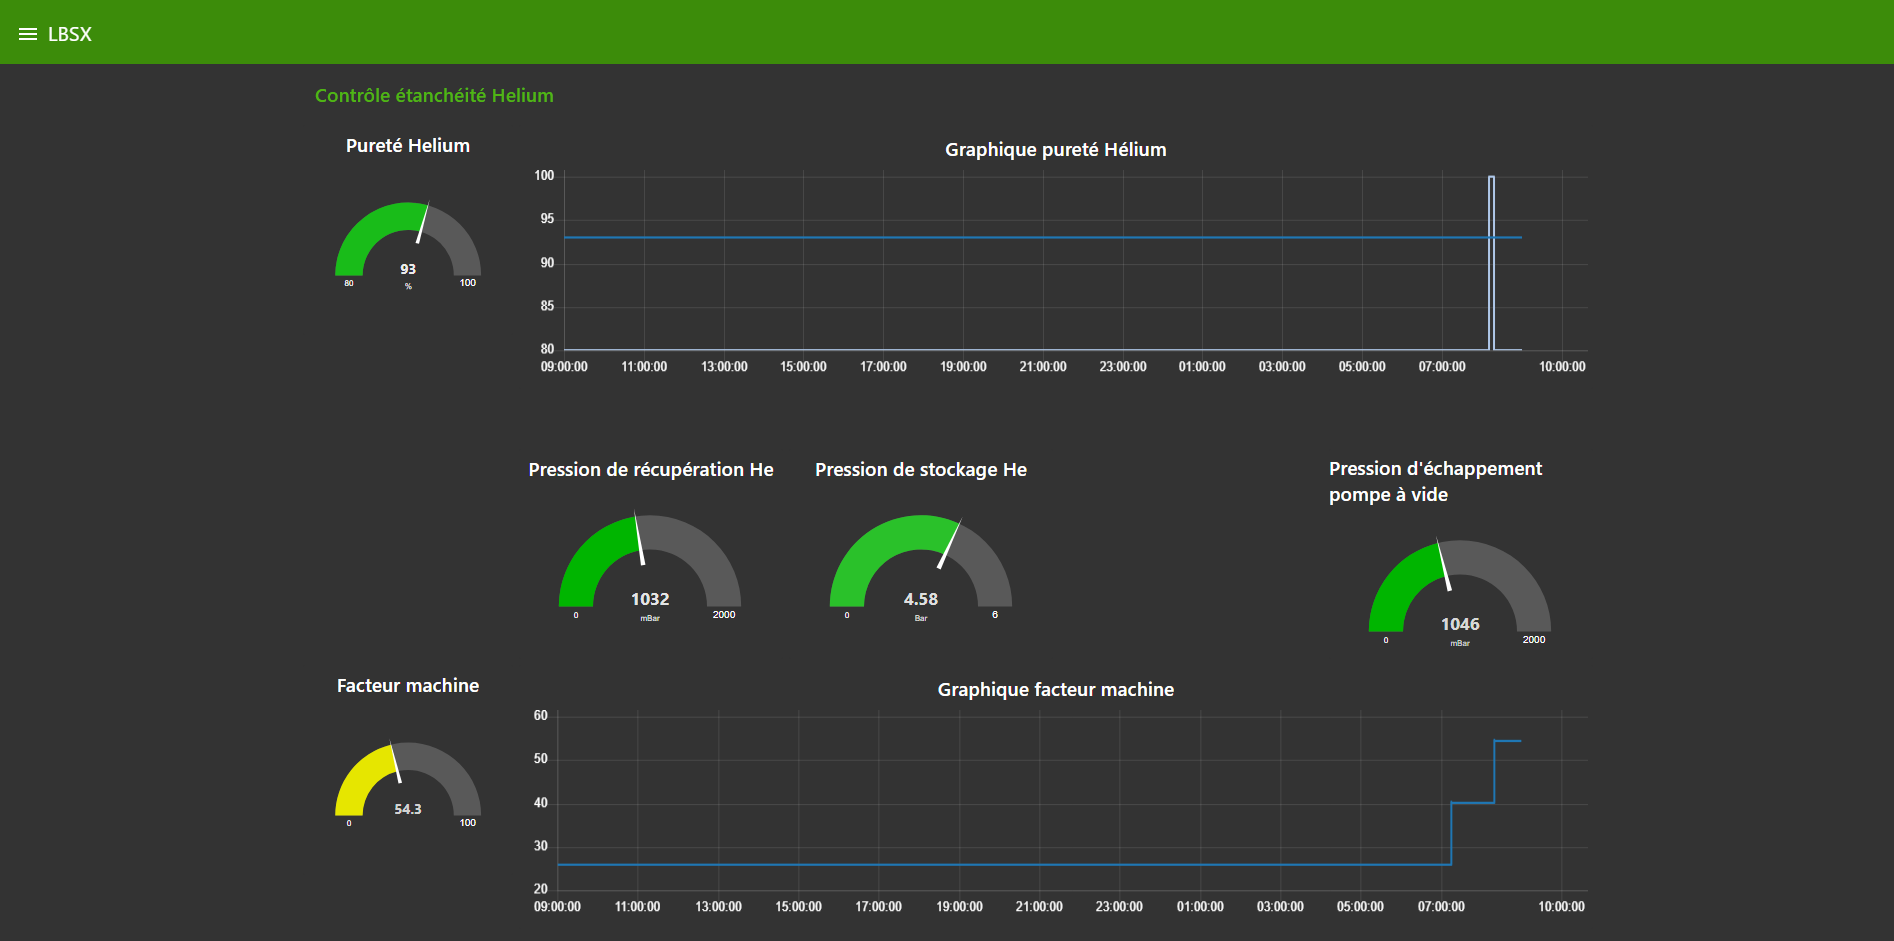 LBSX
Contrôle étanchéité Helium
Pureté Helium
93
%
80
100
Graphique pureté Hélium
100
95
90
85
80
09:00:00 11:00:00 13:00:00 15:00:00 17:00:00 19:00:00 21:00:00 23:00:00 01:00:00 03:00:00 05:00:00 07:00:00 10:00:00
Pression de récupération He
1032
mBar
0
2000
Pression de stockage He
4.58
Bar
0
6
Pression d'échappement
pompe à vide
1046
mBar
0
2000
Facteur machine
54.3
0
100
Graphique facteur machine
60
50
40
30
20
09:00:00 11:00:00 13:00:00 15:00:00 17:00:00 19:00:00 21:00:00 23:00:00 01:00:00 03:00:00 05:00:00 07:00:00 10:00:00